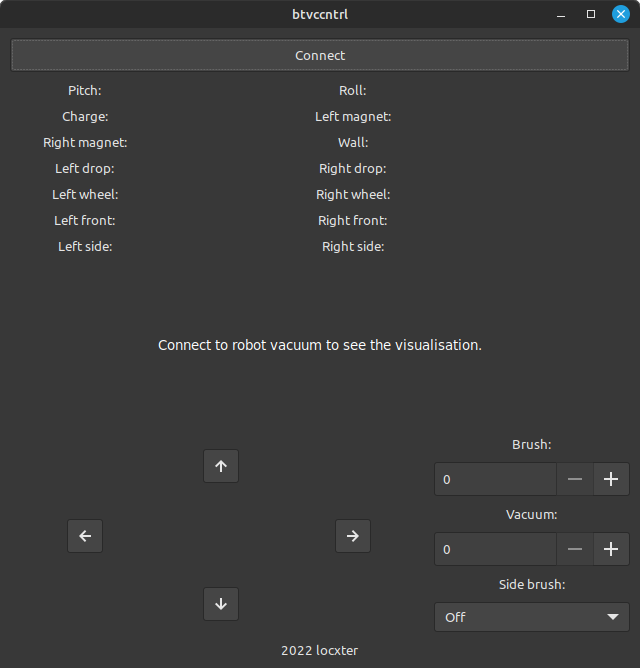 btvccntrl
Connect
Pitch: Roll:
Charge: Left magnet:
Right magnet: Wall:
Left drop: Right drop:
Left wheel: Right wheel:
Left front: Right front:
Left side: Right side:
Connect to robot vacuum to see the visualisation.
Brush:
0
Vacuum:
0
Side brush:
Off
2022 locxter